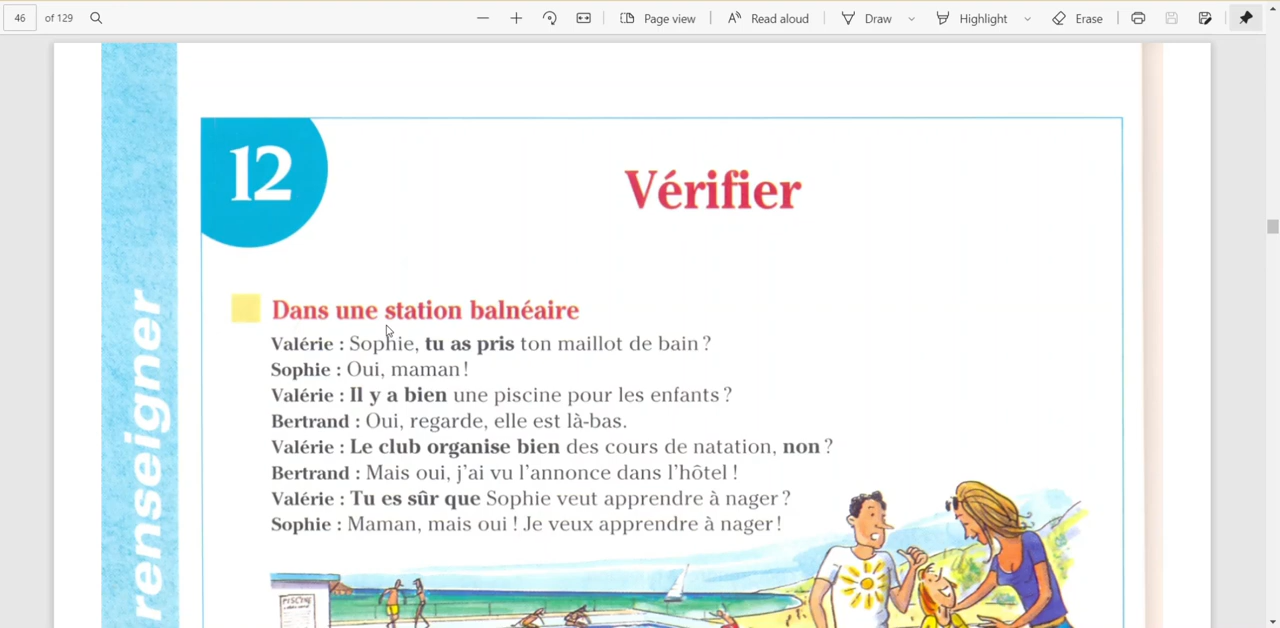 46 of 129 Page view Read aloud Draw Highlight Erase
12
Vérifier
renseigner
Dans une station balnéaire
Valérie : Sophie, tu as pris ton maillot de bain ?
Sophie : Oui, maman !
Valérie : Il y a bien une piscine pour les enfants ?
Bertrand : Oui, regarde, elle est là-bas.
Valérie : Le club organise bien des cours de natation, non ?
Bertrand : Mais oui, j'ai vu l'annonce dans l'hôtel !
Valérie : Tu es sûr que Sophie veut apprendre à nager ?
Sophie : Maman, mais oui ! Je veux apprendre à nager !
PISCINE